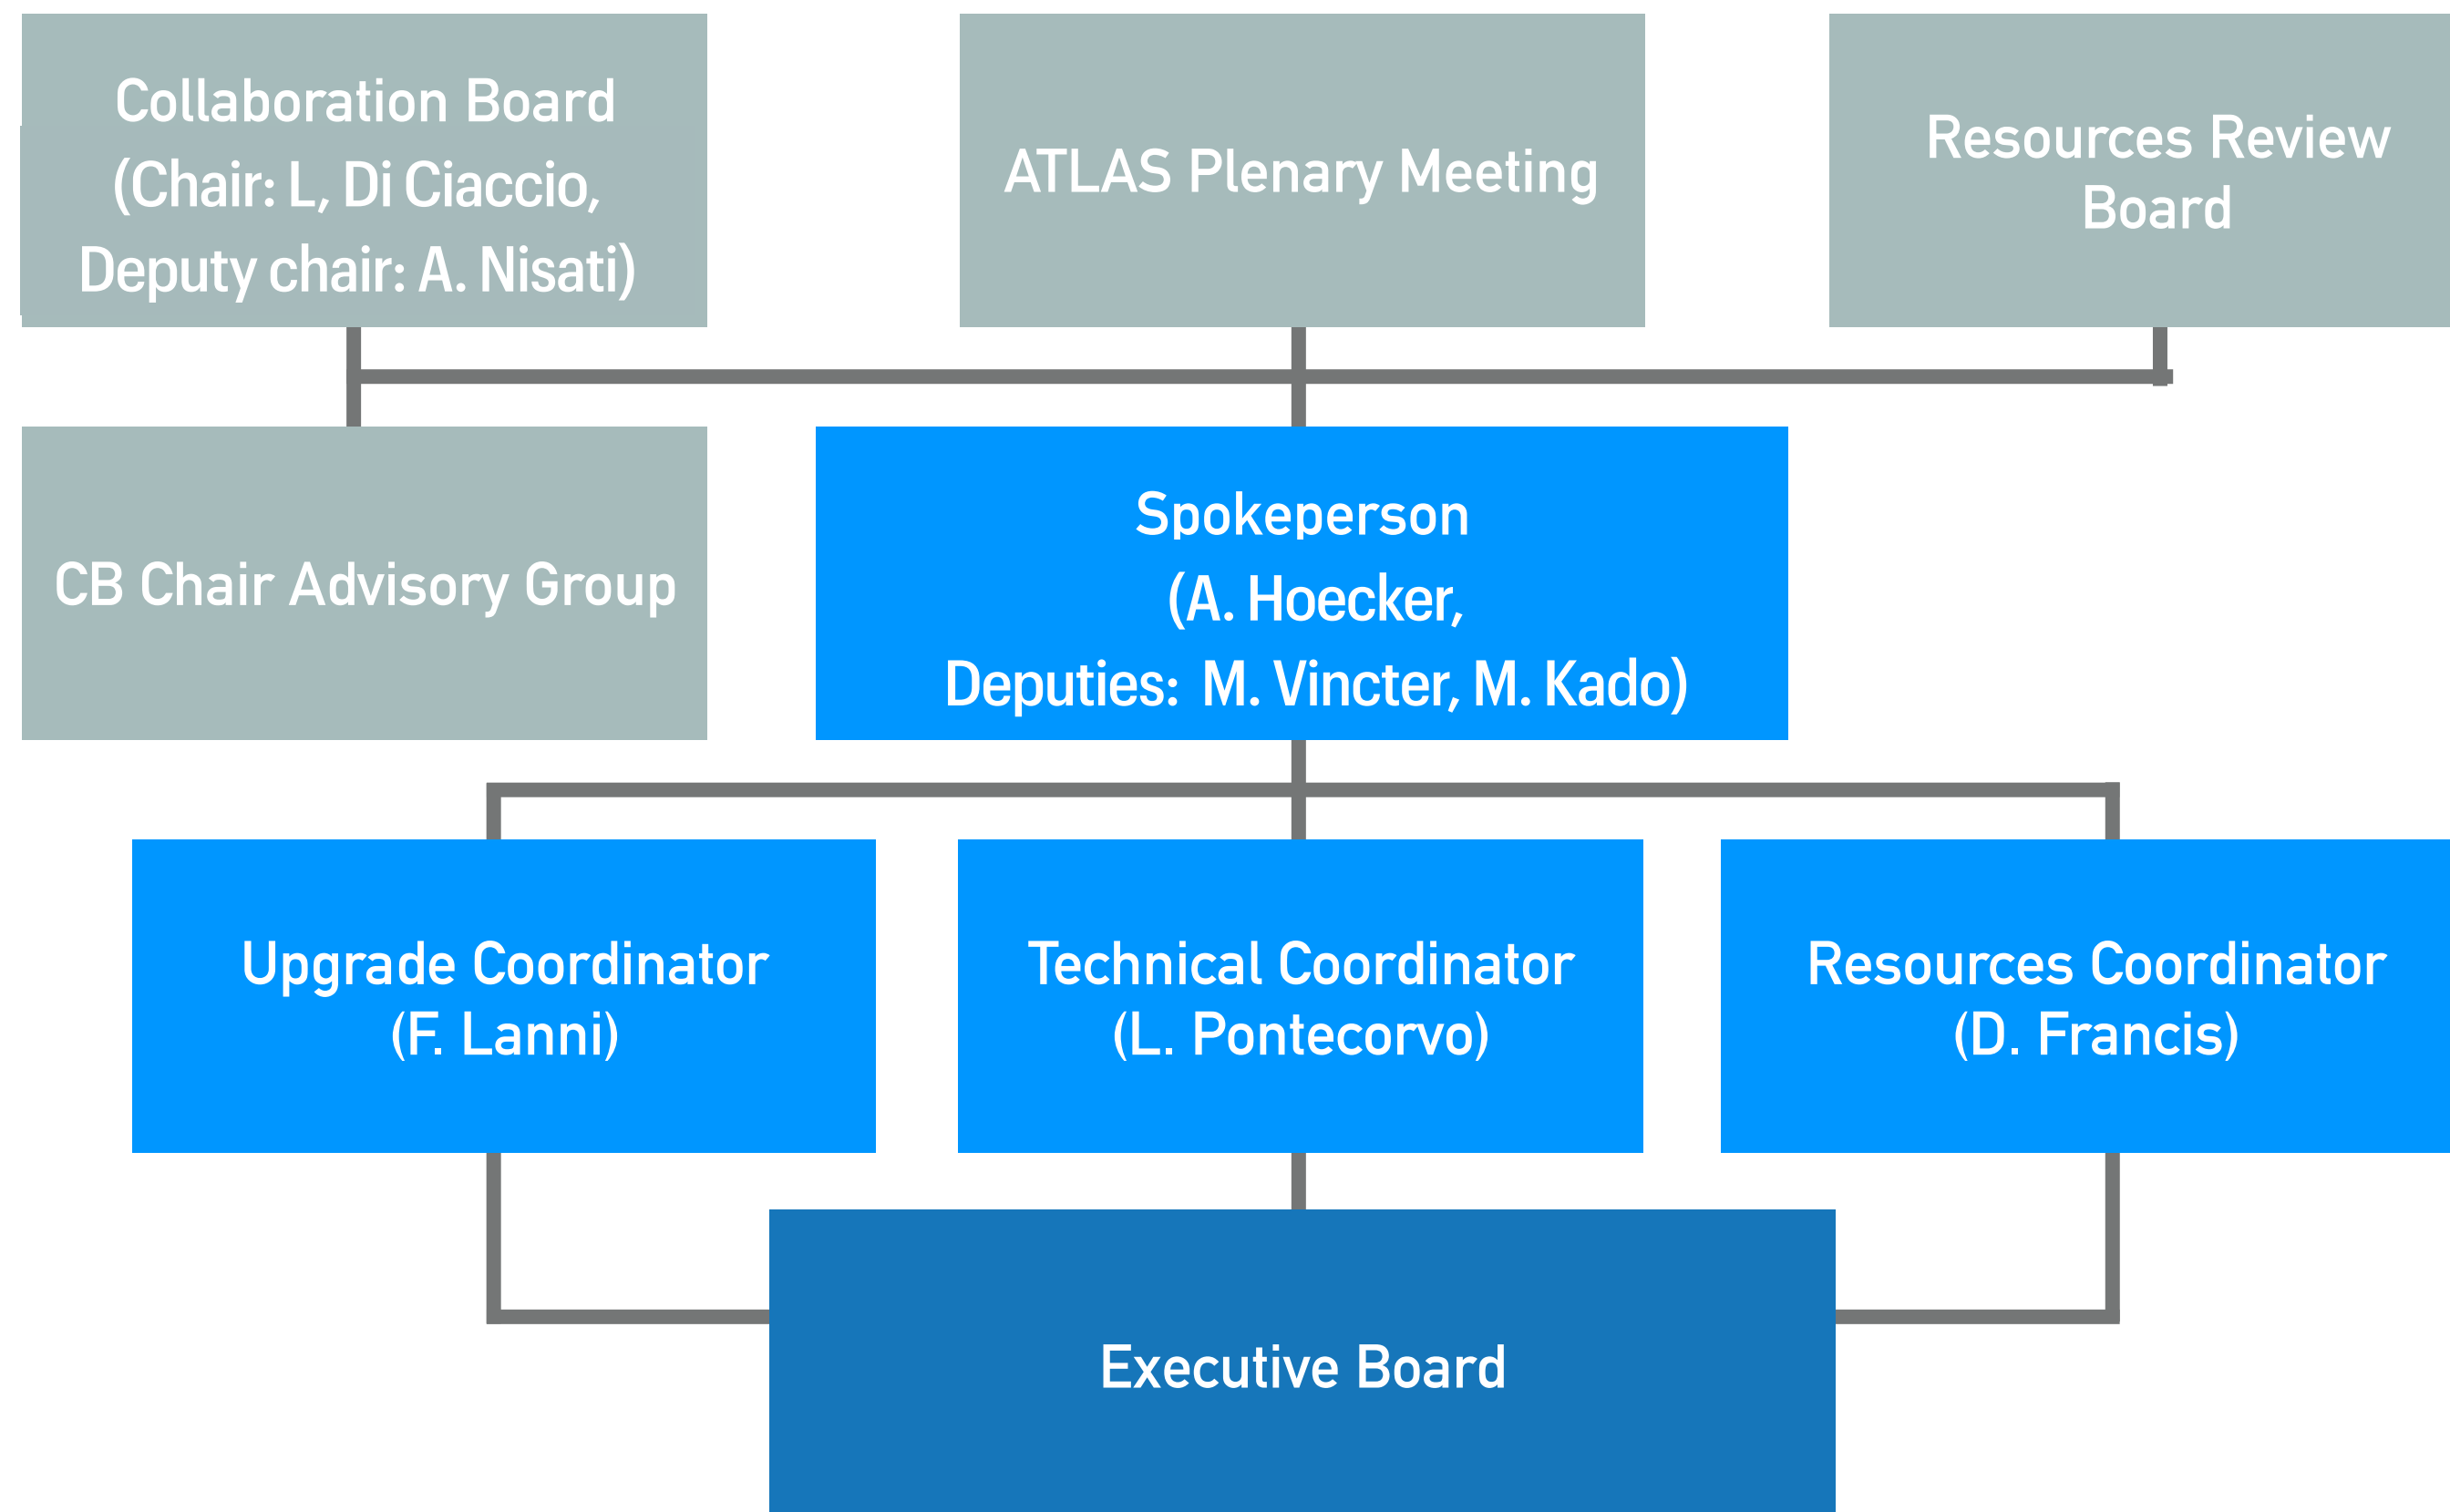 Collaboration Board
(Chair: L, Di Ciaccio,
Deputy chair: A. Nisati)
ATLAS Plenary Meeting
Resources Review
Board
CB Chair Advisory Group
Spokeperson
(A. Hoecker,
Deputies: M. Vincter, M. Kado)
Upgrade Coordinator
(F. Lanni)
Technical Coordinator
(L. Pontecorvo)
Resources Coordinator
(D. Francis)
Executive Board